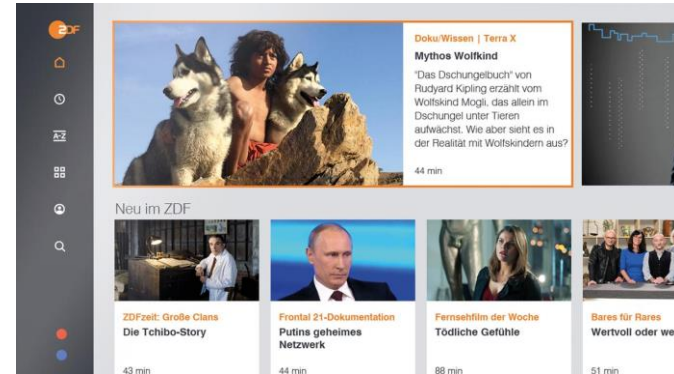 ZDF
Doku/Wissen | Terra X
Mythos Wolfkind
"Das Dschungelbuch" von
Rudyard Kipling erzählt vom
Wolfskind Mogli, das allein im
Dschungel unter Tieren
aufwächst. Wie aber sieht es in
der Realität mit Wolfskindern aus?
44 min
A-Z
Neu im ZDF
ZDFzeit: Große Clans
Die Tchibo-Story
43 min
Frontal 21-Dokumentation
Putins geheimes
Netzwerk
44 min
Fernsehfilm der Woche
Tödliche Gefühle
88 min
Bares für Rares
Wertvoll oder we
51 min